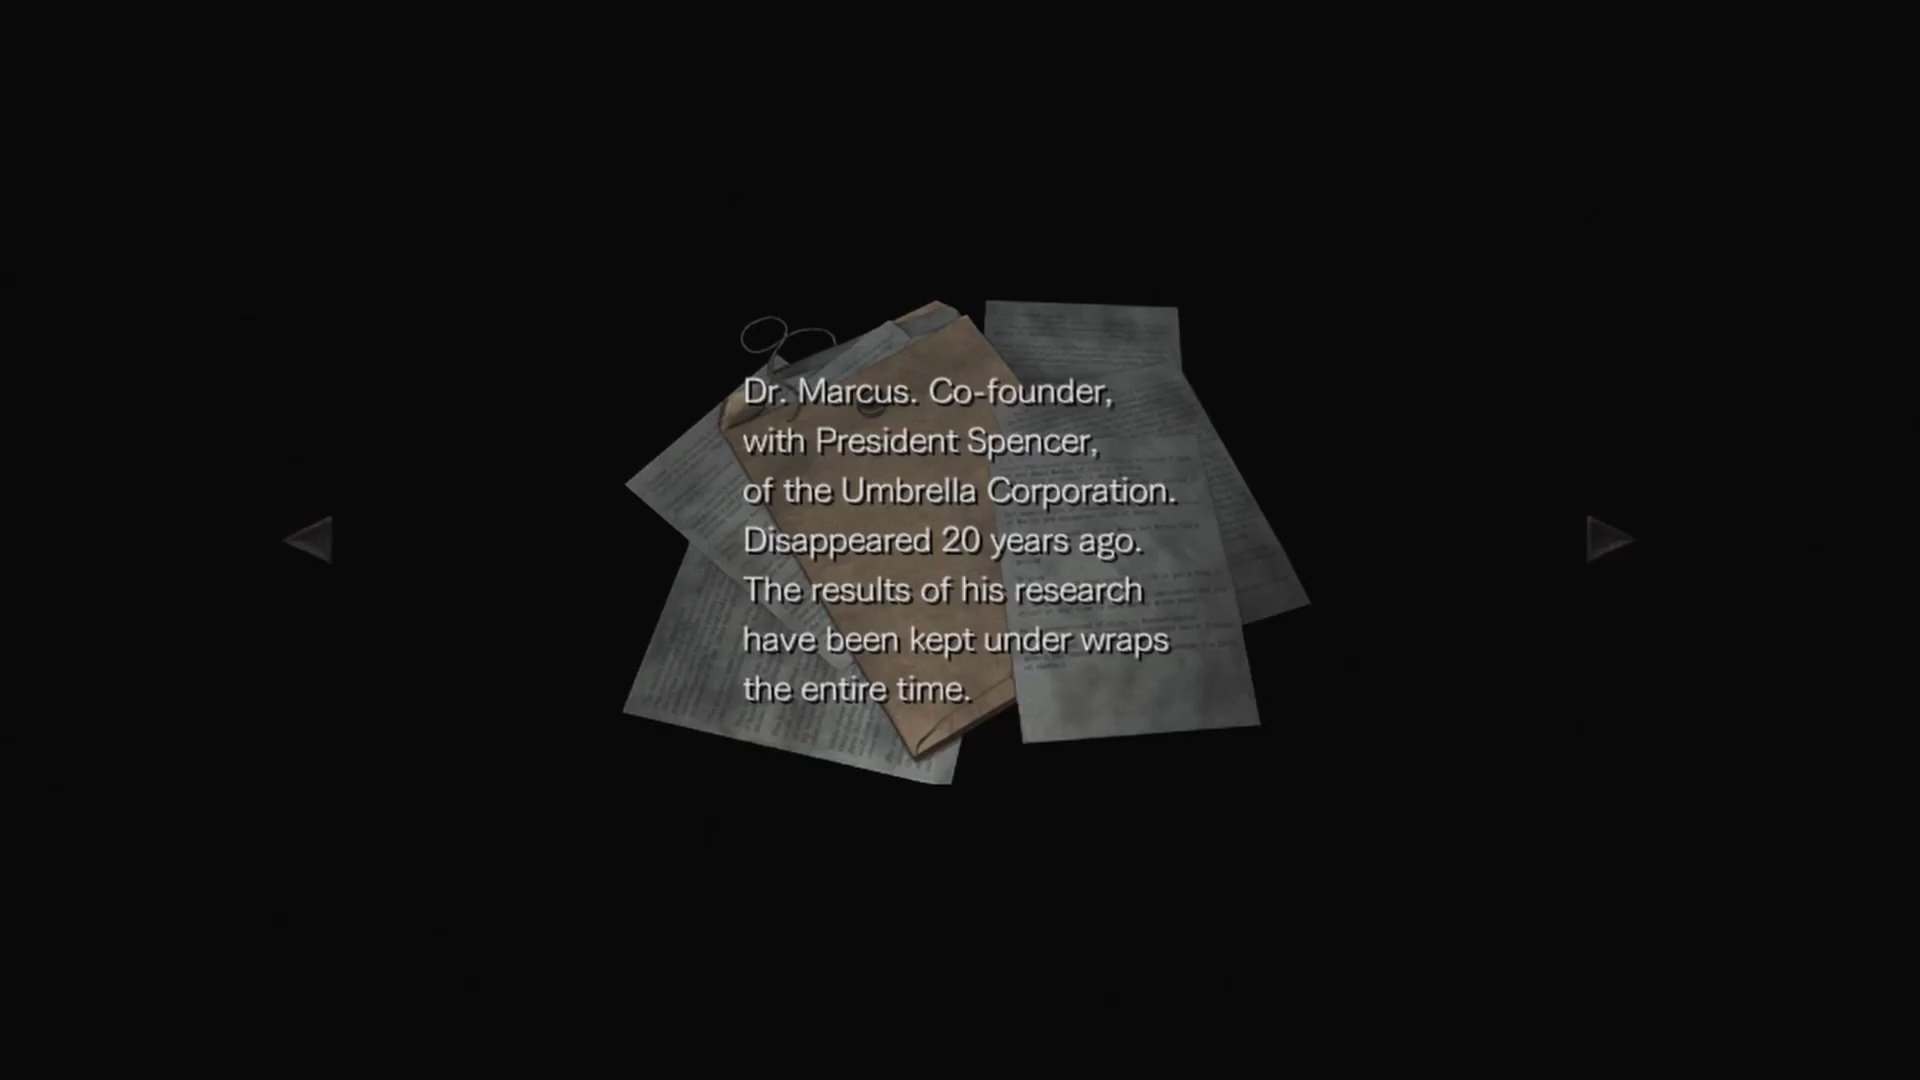 Dr. Marcus. Co-founder,
with President Spencer,
of the Umbrella Corporation.
Disappeared 20 years ago.
The results of his research
have been kept under wraps
the entire time.